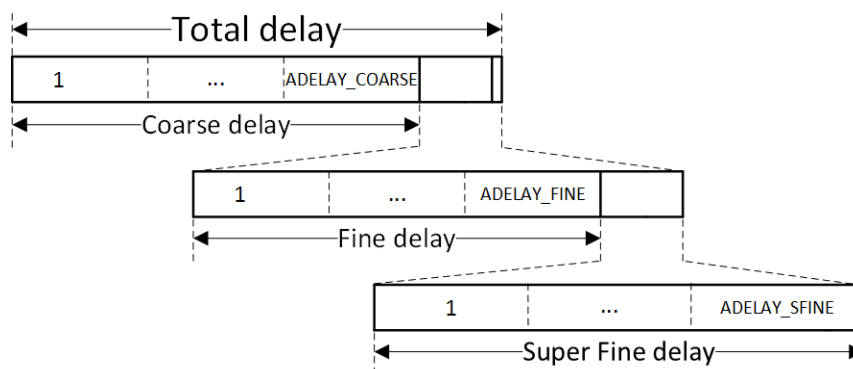 Total delay
1 ... ADELAY_COARSE
Coarse delay
1 ... ADELAY_FINE
Fine delay
1 ... ADELAY_SFINE
Super Fine delay